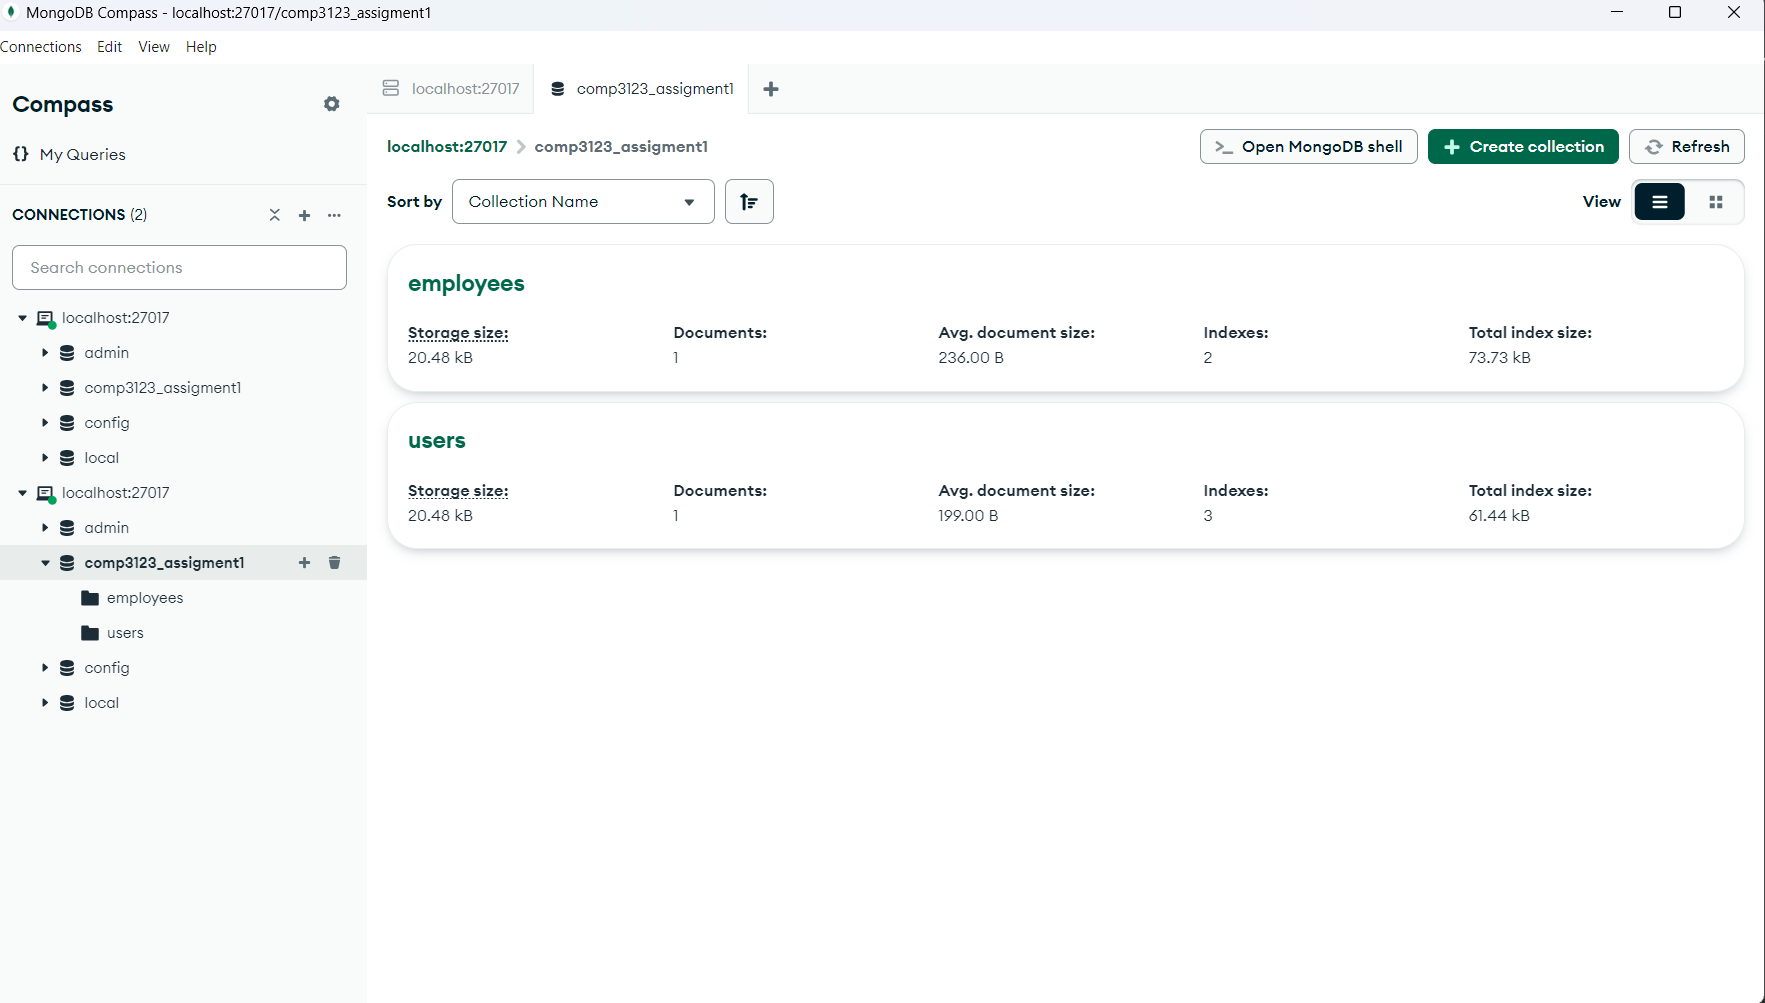 MongoDB Compass - localhost:27017/comp3123_assigment1
Connections Edit View Help
Compass
My Queries
CONNECTIONS (2)
Search connections
localhost:27017
admin
comp3123_assigment1
config
local
localhost:27017
admin
comp3123_assigment1
employees
users
config
local
localhost:27017
comp3123_assigment1
localhost:27017 > comp3123_assigment1
>_ Open MongoDB shell
+ Create collection
Refresh
Sort by Collection Name
View
employees
Storage size: Documents: Avg. document size: Indexes: Total index size:
20.48 kB 1 236.00 B 2 73.73 kB
users
Storage size: Documents: Avg. document size: Indexes: Total index size:
20.48 kB 1 199.00 B 3 61.44 kB